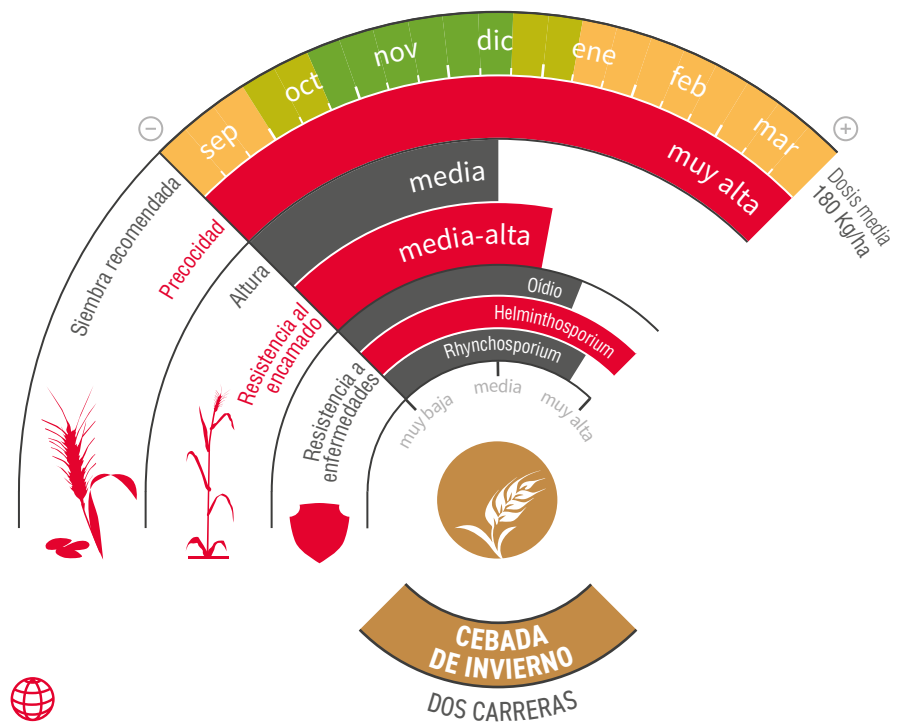 sep
oct
nov
dic
ene
feb
mar
−
+
Siembra recomendada
Dosis media
180 Kg/ha
Precocidad
muy alta
Altura
media
Resistencia al
encamado
media-alta
Resistencia a
enfermedades
Oídio
Helminthosporium
Rhynchosporium
muy baja
media
muy alta
CEBADA
DE INVIERNO
DOS CARRERAS